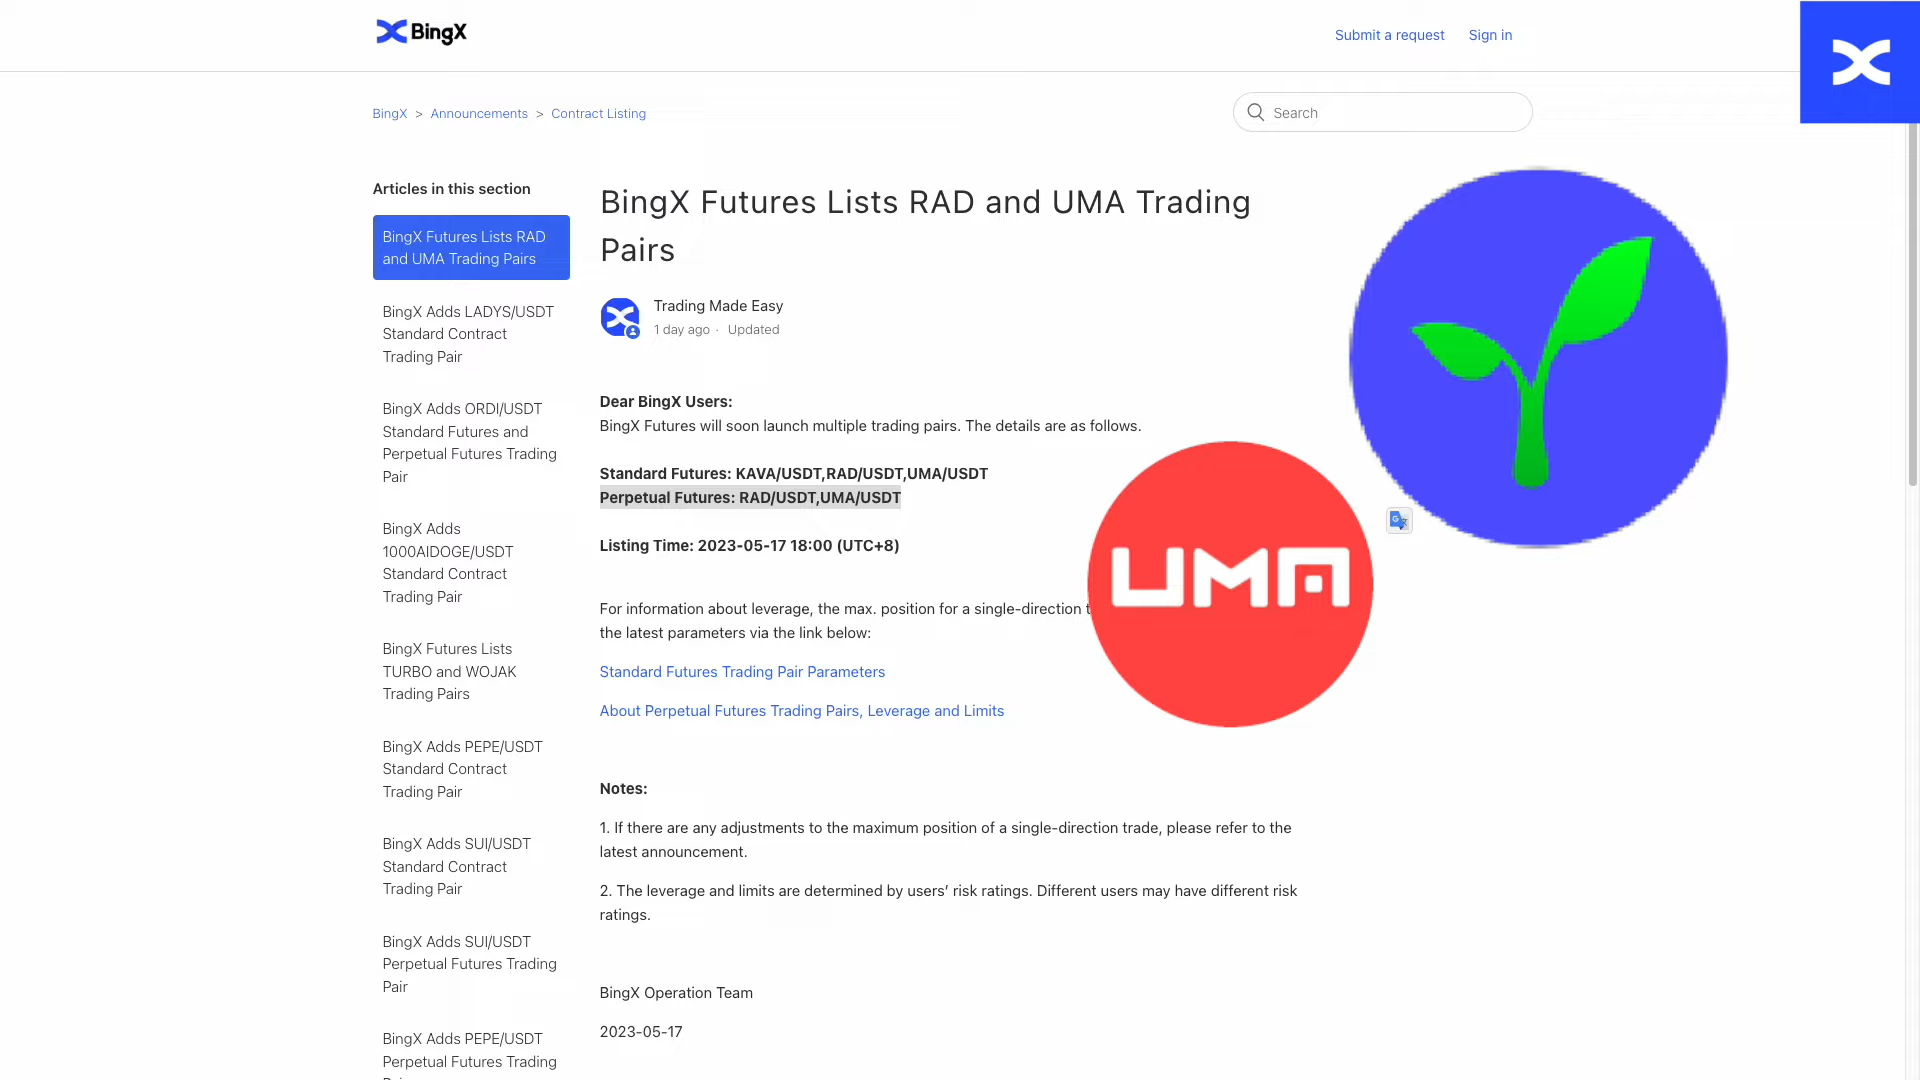 BingX
Submit a request
Sign in
BingX > Announcements > Contract Listing
Search
Articles in this section
BingX Futures Lists RAD
and UMA Trading Pairs
BingX Adds LADYS/USDT
Standard Contract
Trading Pair
BingX Adds ORDI/USDT
Standard Futures and
Perpetual Futures Trading
Pair
BingX Adds
1000AIDOGE/USDT
Standard Contract
Trading Pair
BingX Futures Lists
TURBO and WOJAK
Trading Pairs
BingX Adds PEPE/USDT
Standard Contract
Trading Pair
BingX Adds SUI/USDT
Standard Contract
Trading Pair
BingX Adds SUI/USDT
Perpetual Futures Trading
Pair
BingX Adds PEPE/USDT
Perpetual Futures Trading
BingX Futures Lists RAD and UMA Trading
Pairs
Trading Made Easy
1 day ago · Updated
Dear BingX Users:
BingX Futures will soon launch multiple trading pairs. The details are as follows.
Standard Futures: KAVA/USDT,RAD/USDT,UMA/USDT
Perpetual Futures: RAD/USDT,UMA/USDT
Listing Time: 2023-05-17 18:00 (UTC+8)
For information about leverage, the max. position for a single-direction t
the latest parameters via the link below:
Standard Futures Trading Pair Parameters
About Perpetual Futures Trading Pairs, Leverage and Limits
Notes:
1. If there are any adjustments to the maximum position of a single-direction trade, please refer to the
latest announcement.
2. The leverage and limits are determined by users’ risk ratings. Different users may have different risk
ratings.
BingX Operation Team
2023-05-17
UMA